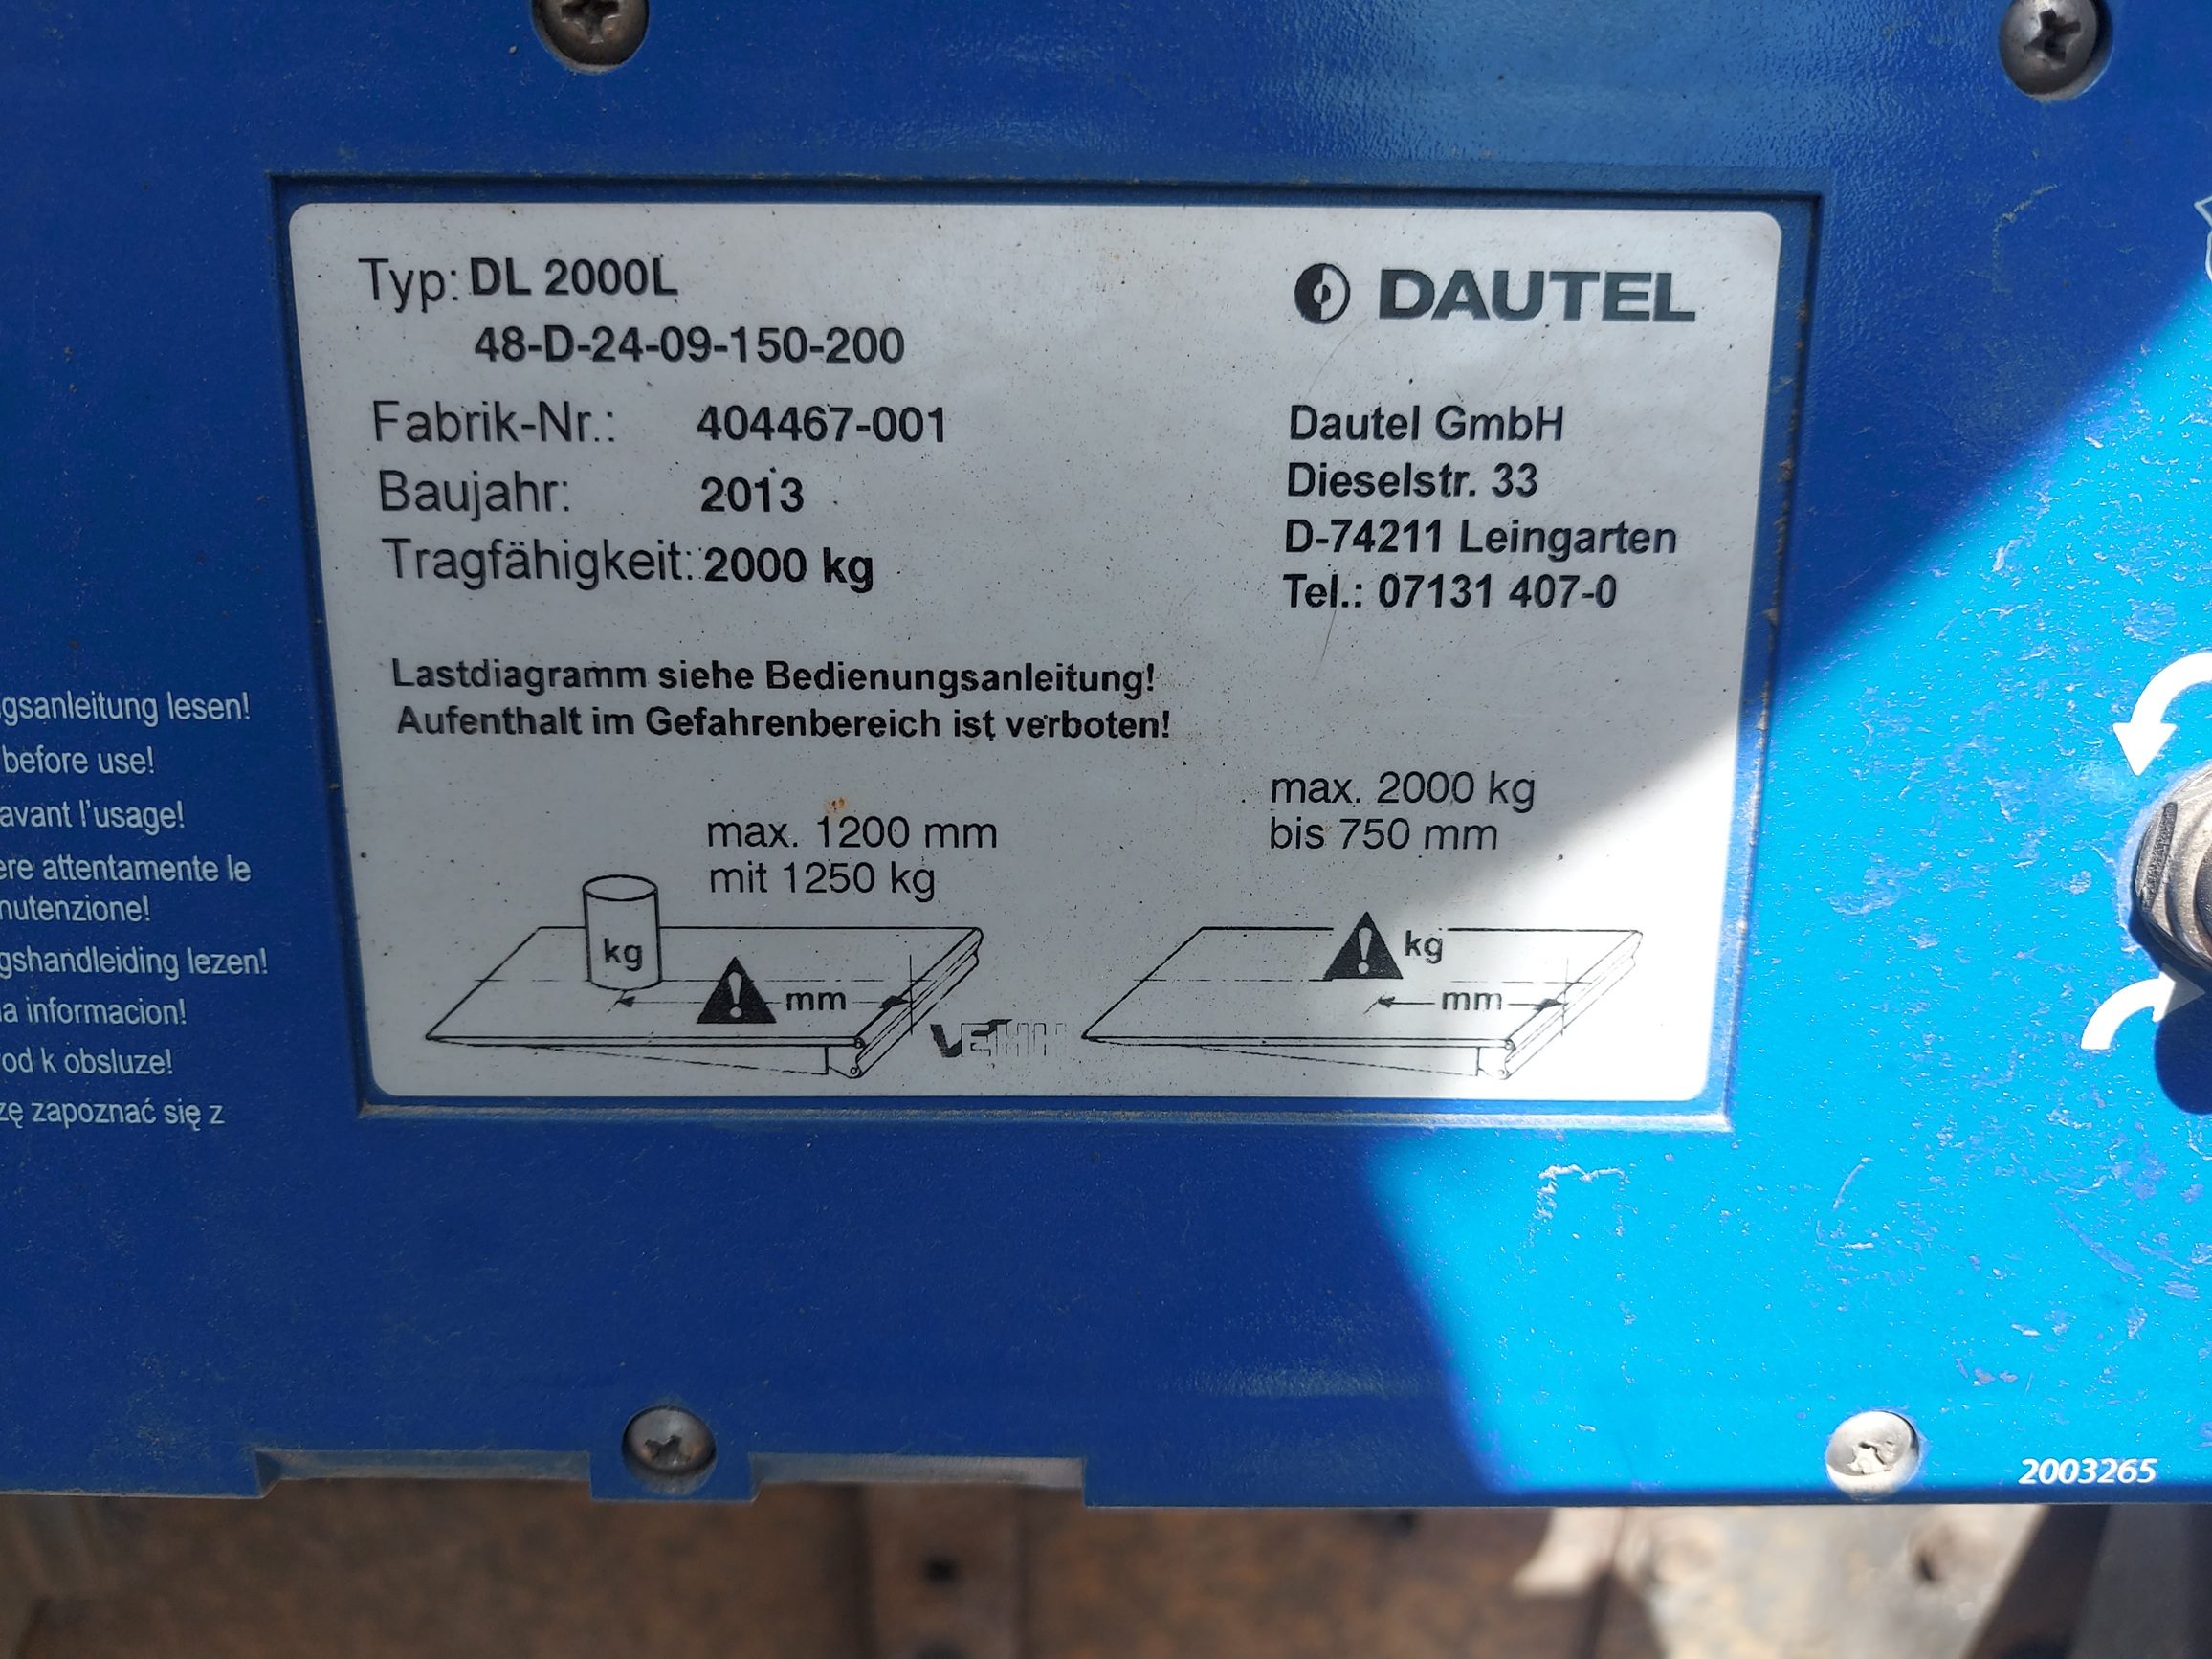 Typ: DL 2000L
48-D-24-09-150-200
Fabrik-Nr.: 404467-001
Baujahr: 2013
Tragfähigkeit: 2000 kg
DAUTEL
Dautel GmbH
Dieselstr. 33
D-74211 Leingarten
Tel.: 07131 407-0
Lastdiagramm siehe Bedienungsanleitung!
Aufenthalt im Gefahrenbereich ist verboten!
max. 1200 mm
mit 1250 kg
kg
mm
max. 2000 kg
bis 750 mm
kg
mm
gsanleitung lesen!
before use!
avant l'usage!
ere attentamente le
nutenzione!
gshandleiding lezen!
a informacion!
od k obsluze!
zę zapoznać się z
2003265